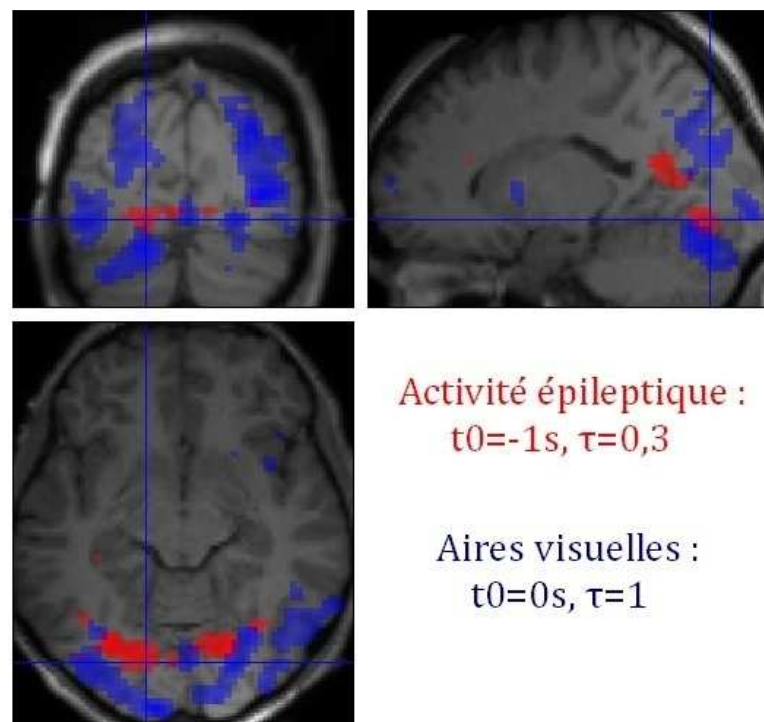 Activité épileptique :
t0=-1s, τ=0,3
Aires visuelles :
t0=0s, τ=1